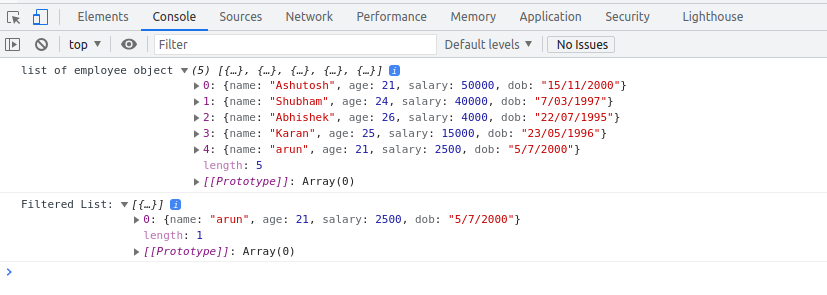 Elements Console Sources Network Performance Memory Application Security Lighthouse
top Filter Default levels No Issues
list of employee object (5) [{…}, {…}, {…}, {…}, {…}] i
0: {name: "Ashutosh", age: 21, salary: 50000, dob: "15/11/2000"}
1: {name: "Shubham", age: 24, salary: 40000, dob: "7/03/1997"}
2: {name: "Abhishek", age: 26, salary: 4000, dob: "22/07/1995"}
3: {name: "Karan", age: 25, salary: 15000, dob: "23/05/1996"}
4: {name: "arun", age: 21, salary: 2500, dob: "5/7/2000"}
length: 5
[[Prototype]]: Array(0)
Filtered List: [{…}] i
0: {name: "arun", age: 21, salary: 2500, dob: "5/7/2000"}
length: 1
[[Prototype]]: Array(0)